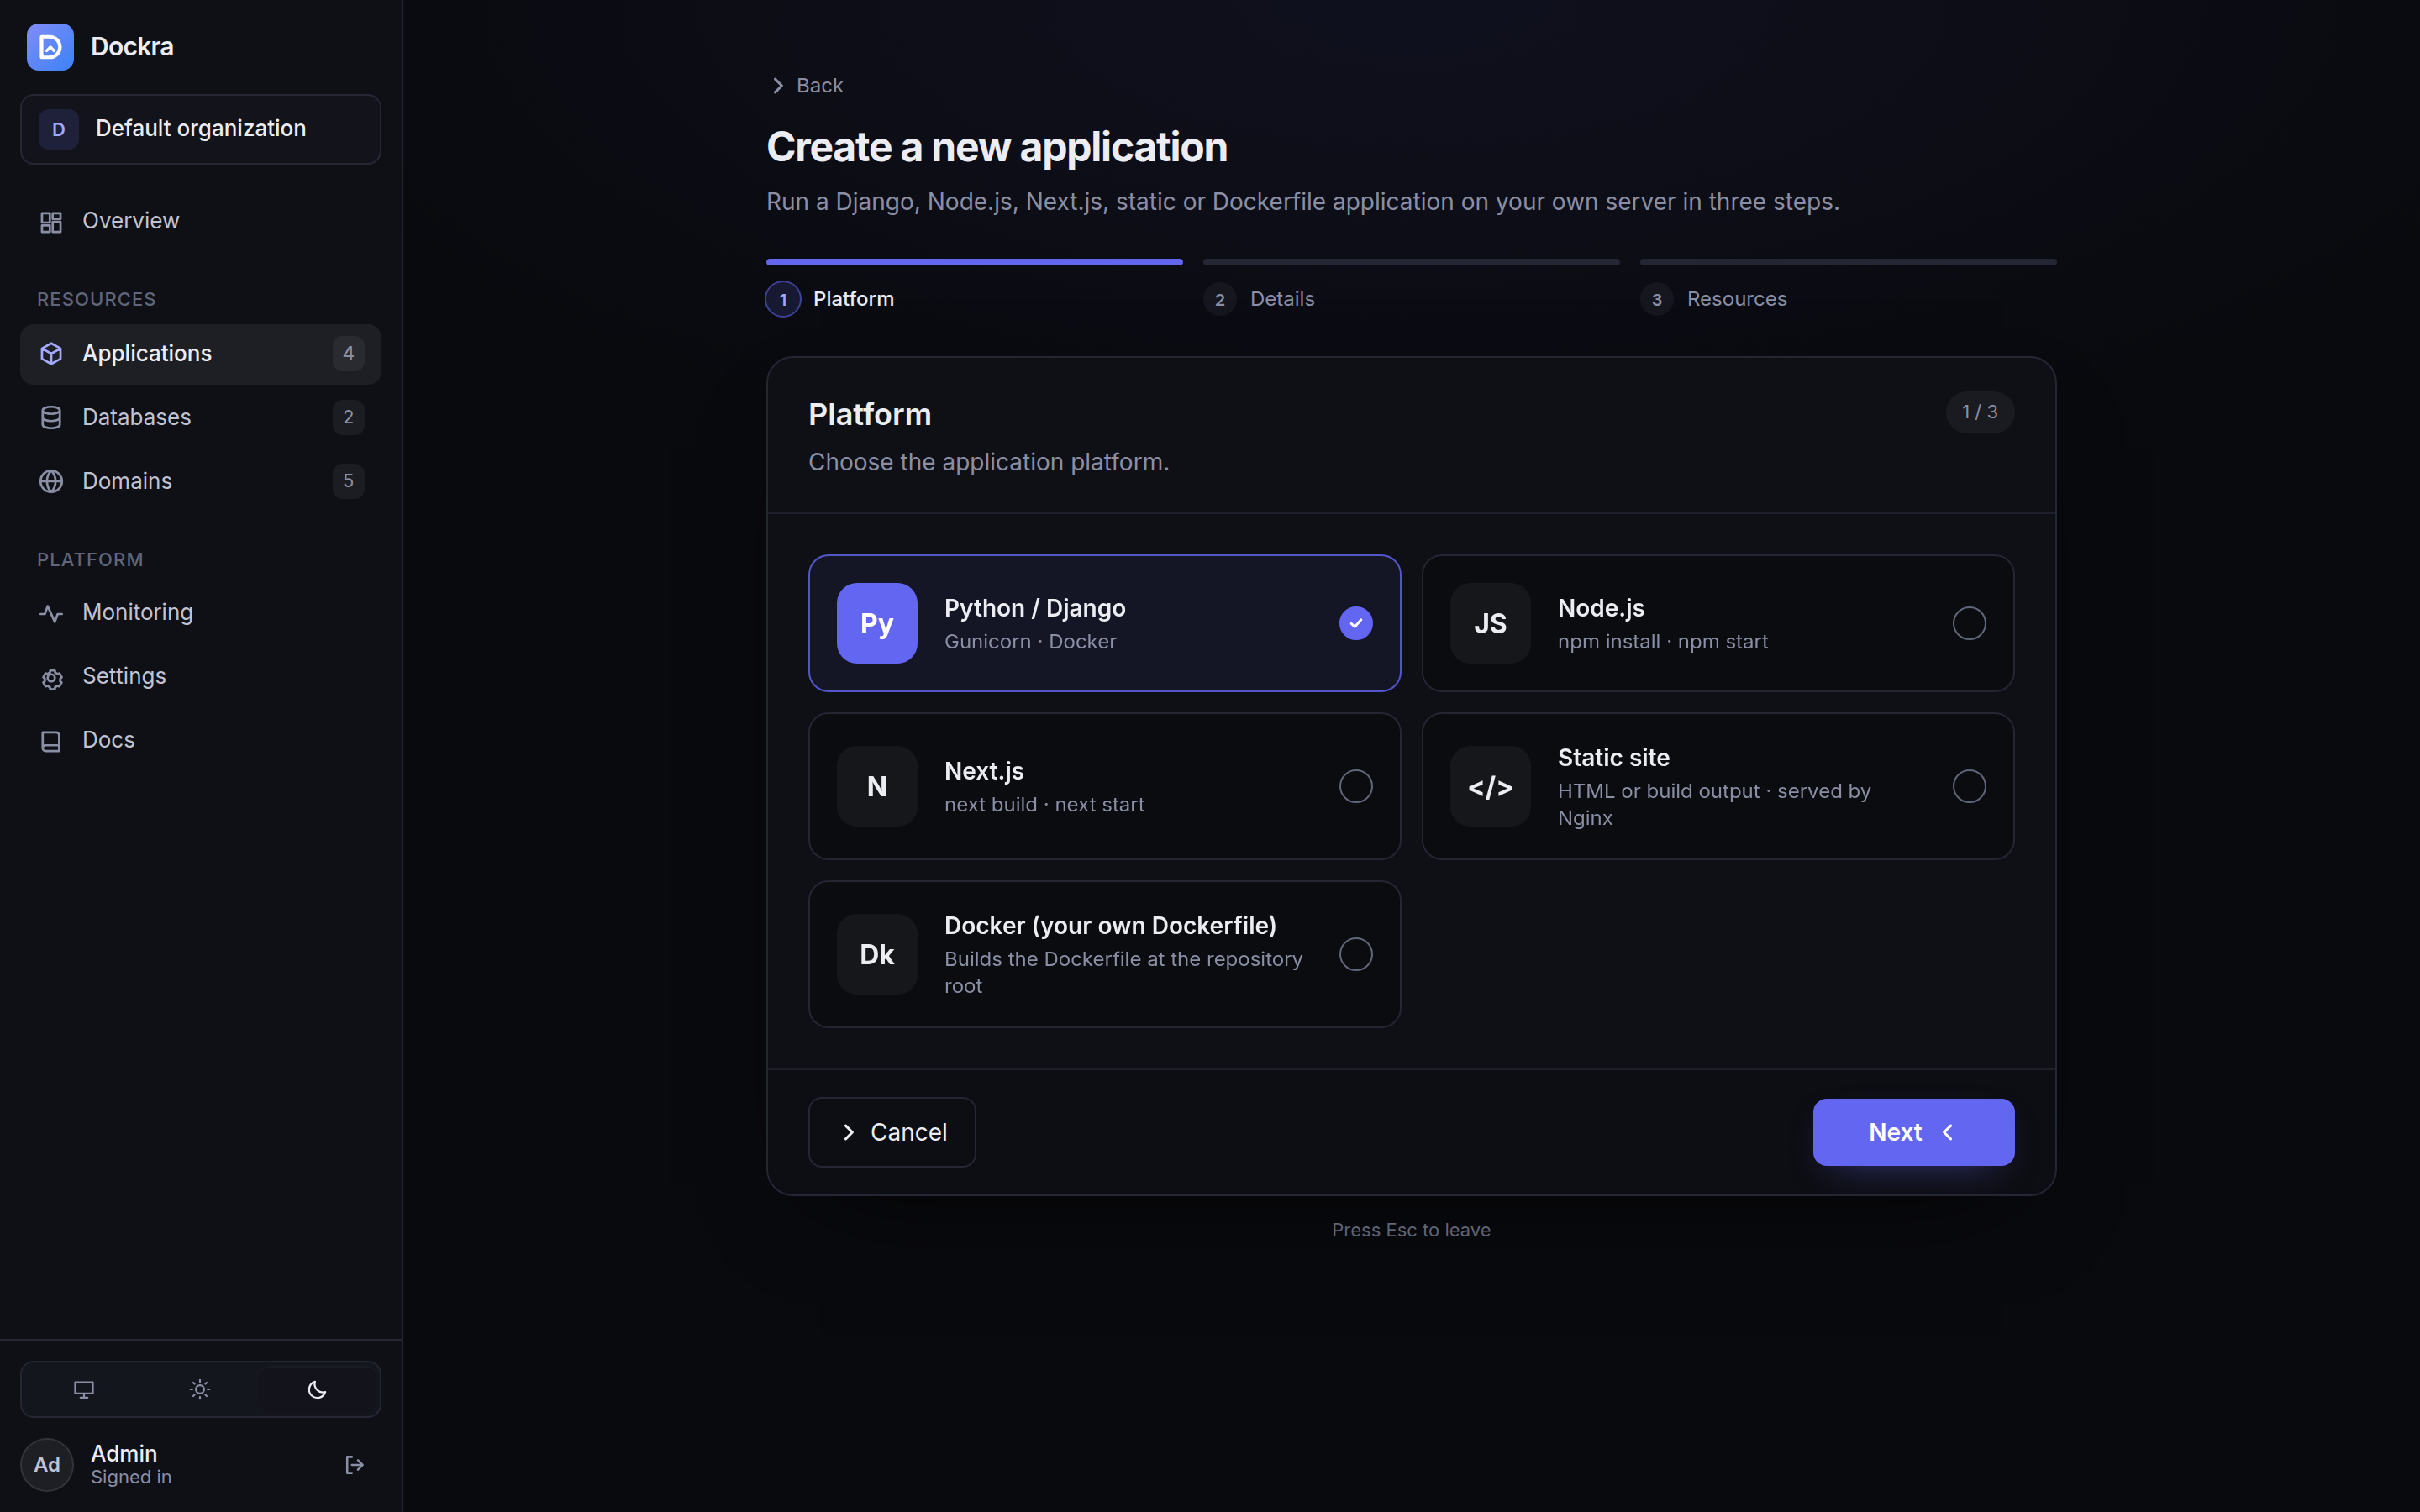 Dockra
D Default organization
Overview
RESOURCES
Applications 4
Databases 2
Domains 5
PLATFORM
Monitoring
Settings
Docs
Ad
Admin
Signed in
Back
Create a new application
Run a Django, Node.js, Next.js, static or Dockerfile application on your own server in three steps.
1 Platform
2 Details
3 Resources
Platform
1 / 3
Choose the application platform.
Py
Python / Django
Gunicorn · Docker
JS
Node.js
npm install · npm start
N
Next.js
next build · next start
</>
Static site
HTML or build output · served by
Nginx
Dk
Docker (your own Dockerfile)
Builds the Dockerfile at the repository
root
Cancel
Next
Press Esc to leave